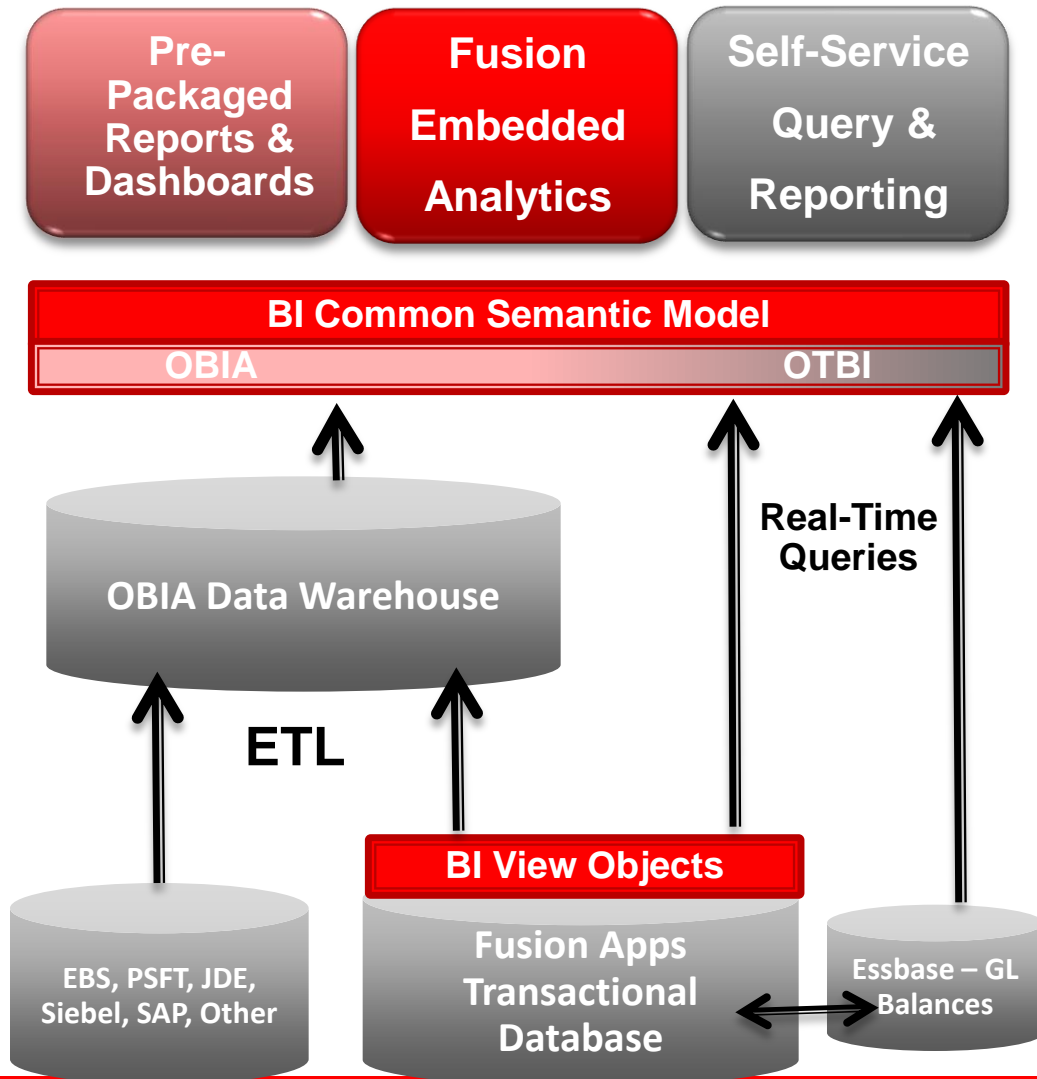 Pre-
Packaged
Reports &
Dashboards
Fusion
Embedded
Analytics
Self-Service
Query &
Reporting
BI Common Semantic Model
OBIA
OTBI
Real-Time
Queries
OBIA Data Warehouse
ETL
BI View Objects
EBS, PSFT, JDE,
Siebel, SAP, Other
Fusion Apps
Transactional
Database
Essbase – GL
Balances